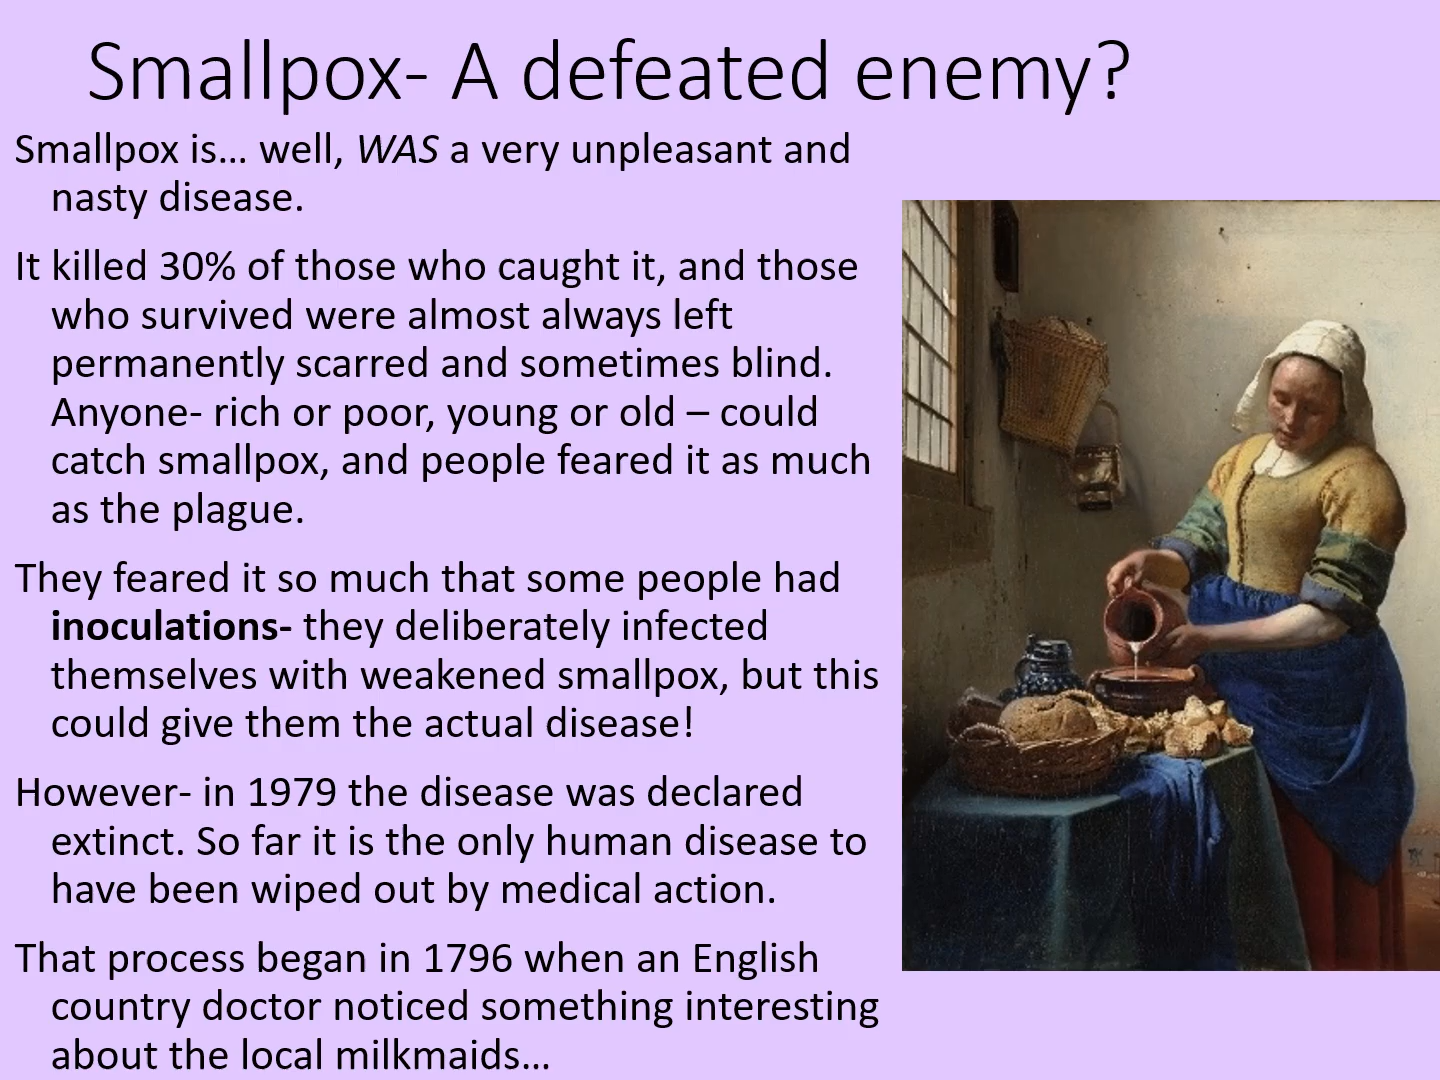 Smallpox- A defeated enemy?
Smallpox is… well, WAS a very unpleasant and
nasty disease.
It killed 30% of those who caught it, and those
who survived were almost always left
permanently scarred and sometimes blind.
Anyone- rich or poor, young or old – could
catch smallpox, and people feared it as much
as the plague.
They feared it so much that some people had
inoculations- they deliberately infected
themselves with weakened smallpox, but this
could give them the actual disease!
However- in 1979 the disease was declared
extinct. So far it is the only human disease to
have been wiped out by medical action.
That process began in 1796 when an English
country doctor noticed something interesting
about the local milkmaids…